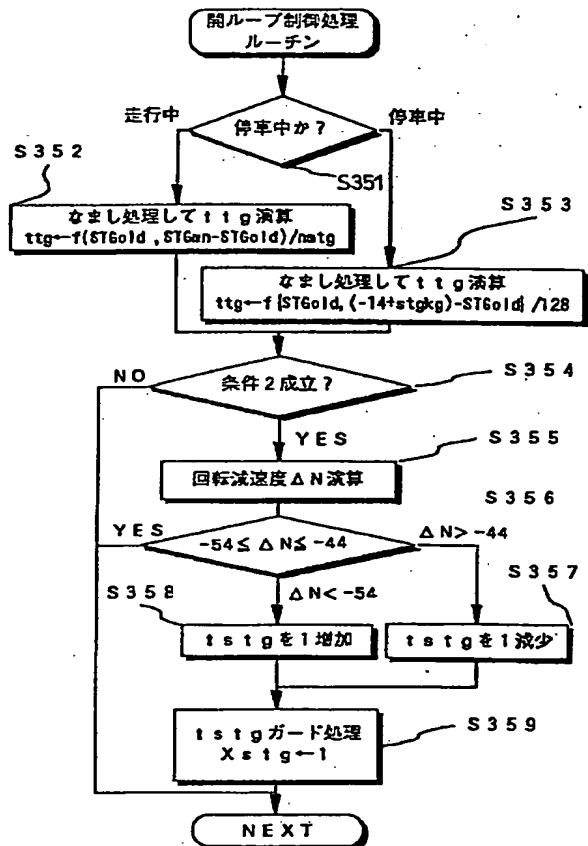 開ループ制御処理
ルーチン
走行中
停車中か?
停車中
S352
S351
S353
なまし処理してttg演算
ttg←f(STGold,STGan-STGold)/nstg
なまし処理してttg演算
ttg←f{STGold,(-14+stgkg)-STGold}/128
NO
条件2成立?
S354
YES
S355
回転減速度ΔN演算
S356
YES
-54≦ΔN≦-44
ΔN>-44
S358
ΔN<-54
S357
tstgを1増加
tstgを1減少
tstgガード処理
Xstg←1
S359
NEXT